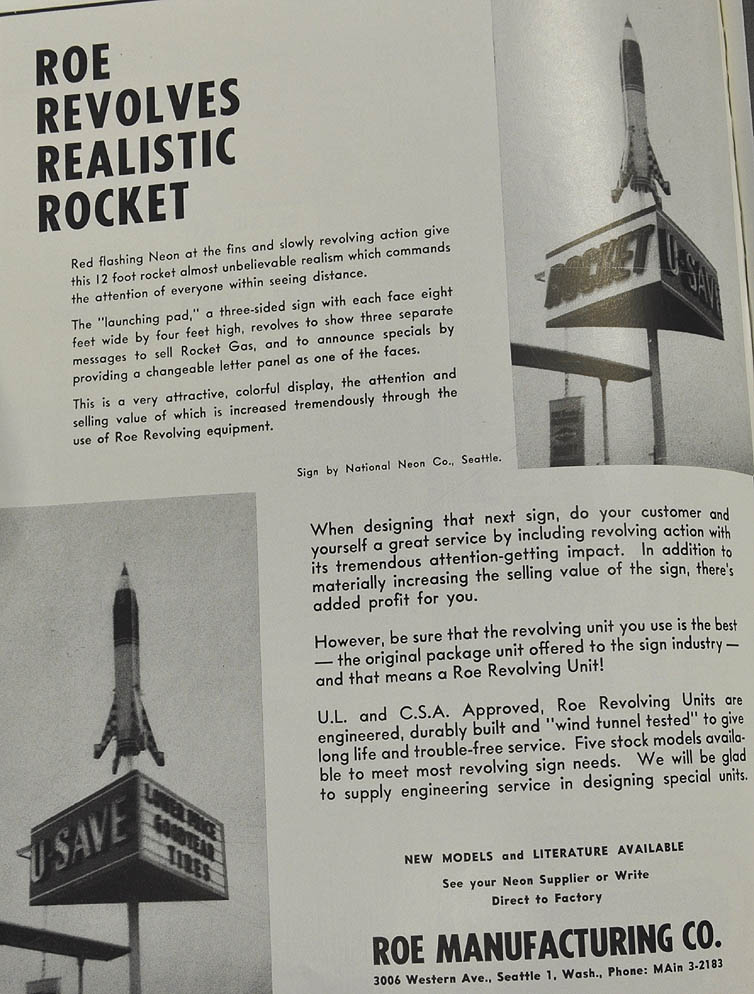 ROE
REVOLVES
REALISTIC
ROCKET
Red flashing Neon at the fins and slowly revolving action give
this 12 foot rocket almost unbelievable realism which commands
the attention of everyone within seeing distance.
The "launching pad," a three-sided sign with each face eight
feet wide by four feet high, revolves to show three separate
messages to sell Rocket Gas, and to announce specials by
providing a changeable letter panel as one of the faces.
This is a very attractive, colorful display, the attention and
selling value of which is increased tremendously through the
use of Roe Revolving equipment.
Sign by National Neon Co., Seattle.
ROCKET
U-SAVE
When designing that next sign, do your customer and
yourself a great service by including revolving action with
its tremendous attention-getting impact. In addition to
materially increasing the selling value of the sign, there's
added profit for you.
However, be sure that the revolving unit you use is the best
— the original package unit offered to the sign industry —
and that means a Roe Revolving Unit!
U.L. and C.S.A. Approved, Roe Revolving Units are
engineered, durably built and "wind tunnel tested" to give
long life and trouble-free service. Five stock models availa-
ble to meet most revolving sign needs. We will be glad
to supply engineering service in designing special units.
U-SAVE
LOWER PRICE
GOODYEAR
TIRES
NEW MODELS and LITERATURE AVAILABLE
See your Neon Supplier or Write
Direct to Factory
ROE MANUFACTURING CO.
3006 Western Ave., Seattle 1, Wash., Phone: MAin 3-2183